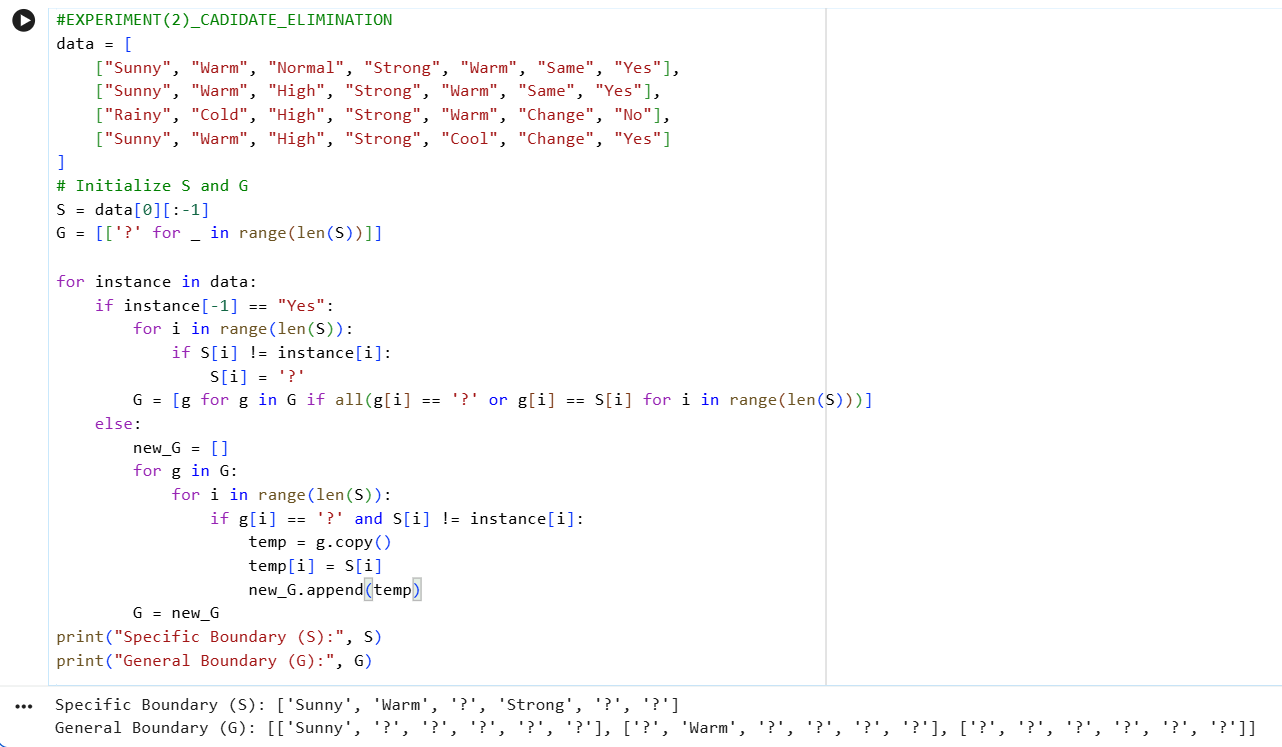 #EXPERIMENT(2)_CADIDATE_ELIMINATION
data = [
    ["Sunny", "Warm", "Normal", "Strong", "Warm", "Same", "Yes"],
    ["Sunny", "Warm", "High", "Strong", "Warm", "Same", "Yes"],
    ["Rainy", "Cold", "High", "Strong", "Warm", "Change", "No"],
    ["Sunny", "Warm", "High", "Strong", "Cool", "Change", "Yes"]
]
# Initialize S and G
S = data[0][:-1]
G = [['?' for _ in range(len(S))]]

for instance in data:
    if instance[-1] == "Yes":
        for i in range(len(S)):
            if S[i] != instance[i]:
                S[i] = '?'
        G = [g for g in G if all(g[i] == '?' or g[i] == S[i] for i in range(len(S)))]
    else:
        new_G = []
        for g in G:
            for i in range(len(S)):
                if g[i] == '?' and S[i] != instance[i]:
                    temp = g.copy()
                    temp[i] = S[i]
                    new_G.append(temp)
        G = new_G
print("Specific Boundary (S):", S)
print("General Boundary (G):", G)
Specific Boundary (S): ['Sunny', 'Warm', '?', 'Strong', '?', '?']
General Boundary (G): [['Sunny', '?', '?', '?', '?', '?'], ['?', 'Warm', '?', '?', '?', '?'], ['?', '?', '?', '?', '?', '?']]